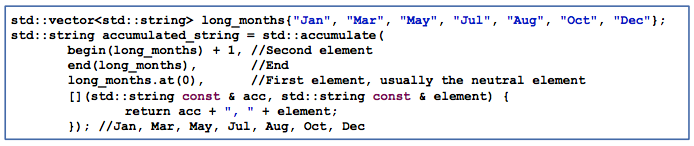 std::vector<std::string> long_months{"Jan", "Mar", "May", "Jul", "Aug", "Oct", "Dec"};
std::string accumulated_string = std::accumulate(
begin(long_months) + 1, //Second element
end(long_months), //End
long_months.at(0), //First element, usually the neutral element
[](std::string const & acc, std::string const & element) {
return acc + ", " + element;
}); //Jan, Mar, May, Jul, Aug, Oct, Dec